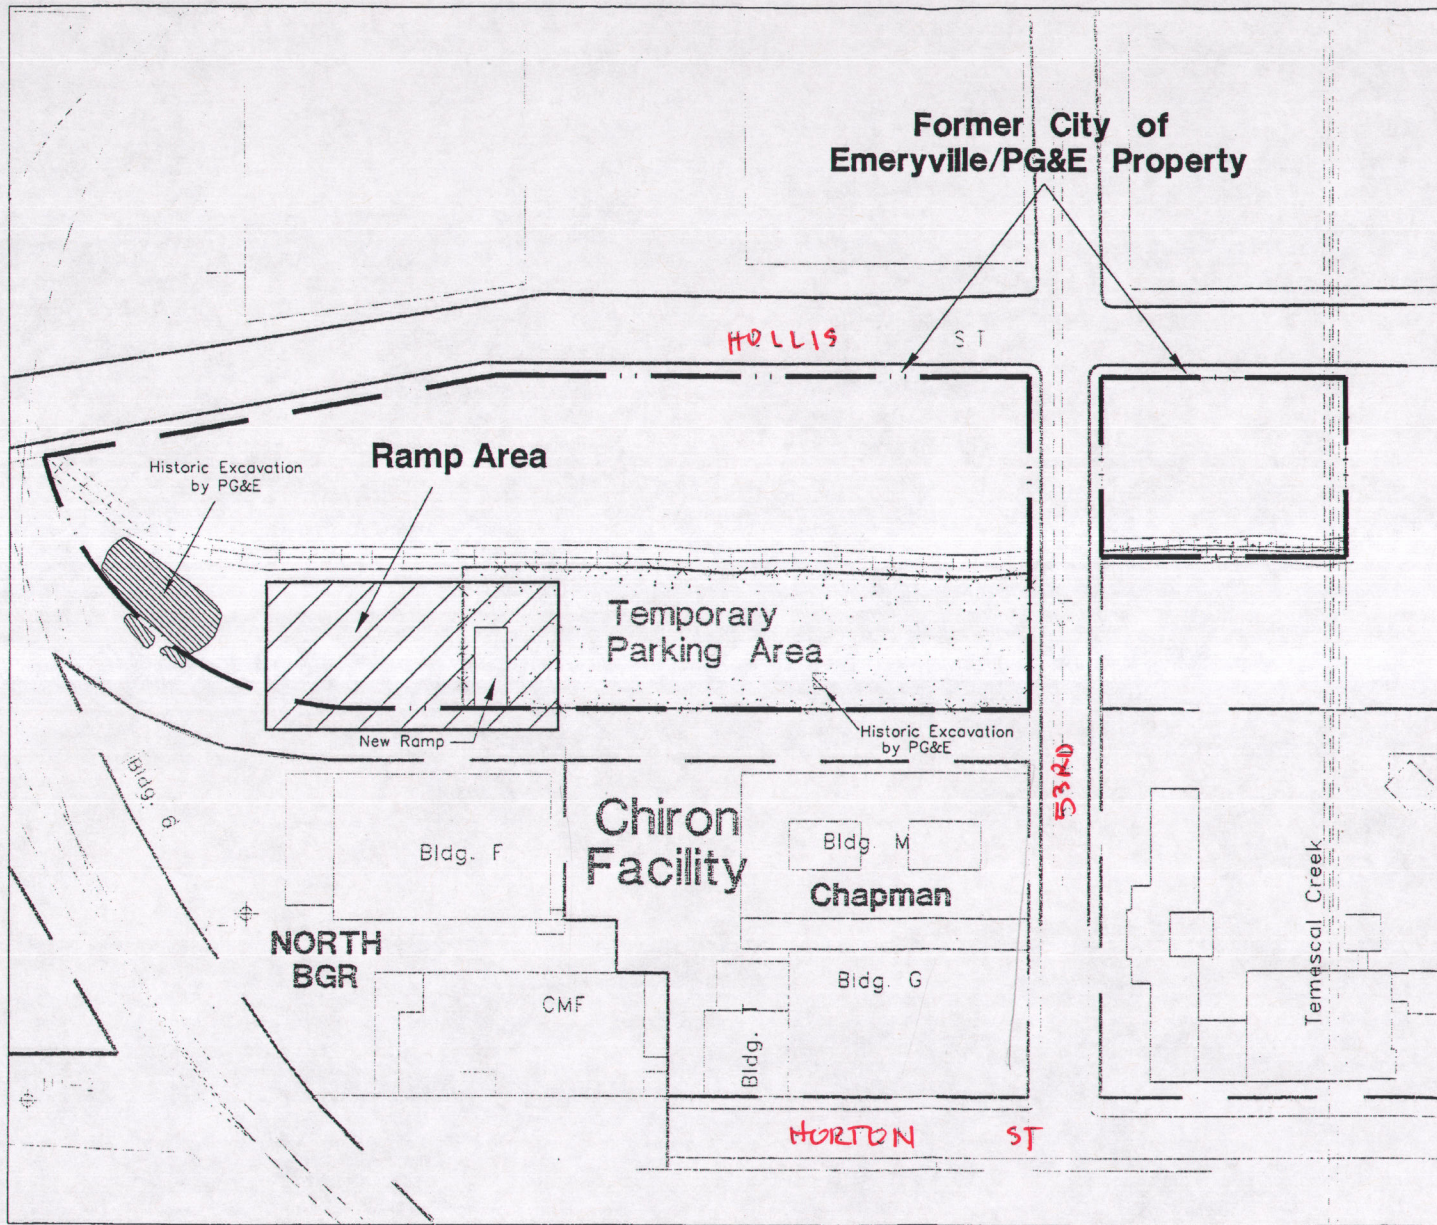 Former City of
Emeryville/PG&E Property
HOLLIS ST
Ramp Area
Historic Excavation
by PG&E
Temporary
Parking Area
New Ramp
Historic Excavation
by PG&E
53RD
Bldg. 6
Chiron
Facility
Bldg. F
Bldg. M
Chapman
Temescal Creek
NORTH
BGR
CMF
Bldg. G
Bldg. T
HORTON ST